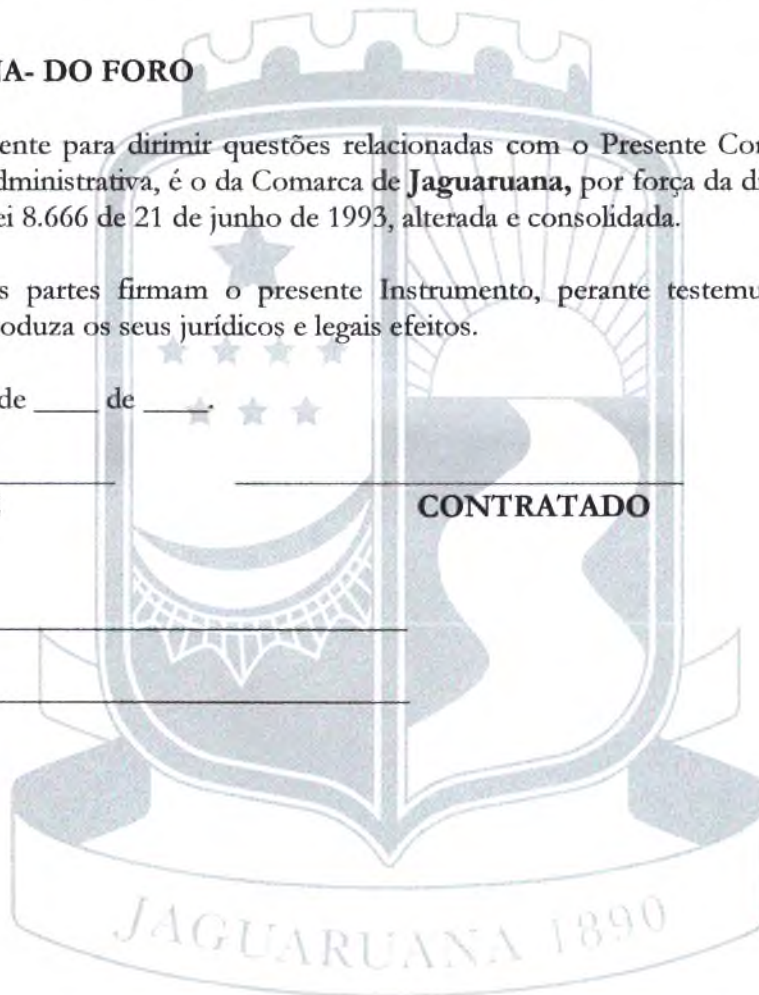 NA- DO FORO
ente para dirimir questões relacionadas com o Presente Con
dministrativa, é o da Comarca de Jaguaruana, por força da di
ei 8.666 de 21 de junho de 1993, alterada e consolidada.
s partes firmam o presente Instrumento, perante testemu
oduza os seus jurídicos e legais efeitos.
de ____ de ____.
CONTRATADO
JAGUARUANA 1890